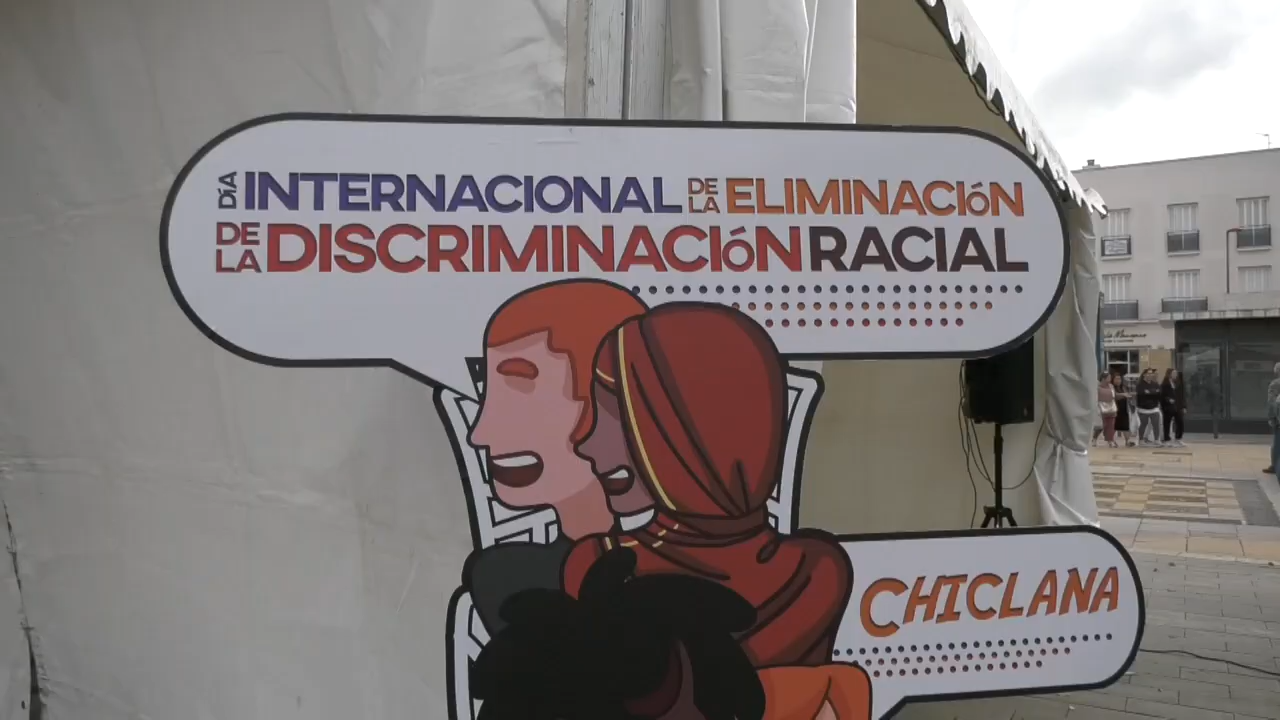 DÍA INTERNACIONAL DE LA ELIMINACIÓN
DE LA DISCRIMINACIÓN RACIAL
CHICLANA